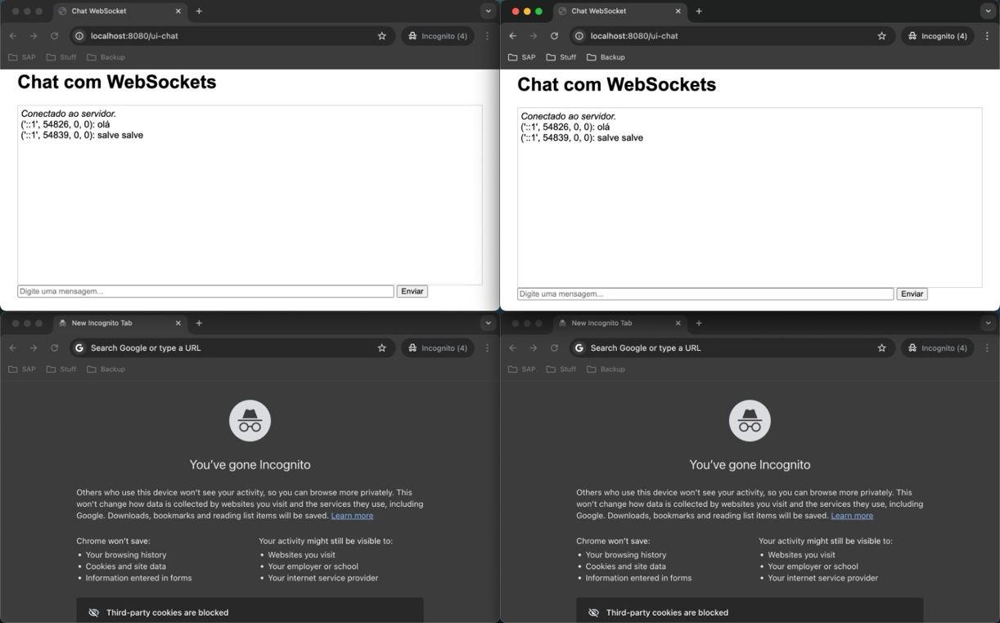 Chat WebSocket
localhost:8080/ui-chat
Incognito (4)
SAP
Stuff
Backup
Chat com WebSockets
Conectado ao servidor.
('::1', 54826, 0, 0): olá
('::1', 54839, 0, 0): salve salve
Digite uma mensagem...
Enviar
Chat WebSocket
localhost:8080/ui-chat
Incognito (4)
SAP
Stuff
Backup
Chat com WebSockets
Conectado ao servidor.
('::1', 54826, 0, 0): olá
('::1', 54839, 0, 0): salve salve
Digite uma mensagem...
Enviar
New Incognito Tab
Search Google or type a URL
Incognito (4)
SAP
Stuff
Backup
You've gone Incognito
Others who use this device won't see your activity, so you can browse more privately. This
won't change how data is collected by websites you visit and the services they use, including
Google. Downloads, bookmarks and reading list items will be saved. Learn more
Chrome won't save:
• Your browsing history
• Cookies and site data
• Information entered in forms
Your activity might still be visible to:
• Websites you visit
• Your employer or school
• Your internet service provider
Third-party cookies are blocked
New Incognito Tab
Search Google or type a URL
Incognito (4)
SAP
Stuff
Backup
You've gone Incognito
Others who use this device won't see your activity, so you can browse more privately. This
won't change how data is collected by websites you visit and the services they use, including
Google. Downloads, bookmarks and reading list items will be saved. Learn more
Chrome won't save:
• Your browsing history
• Cookies and site data
• Information entered in forms
Your activity might still be visible to:
• Websites you visit
• Your employer or school
• Your internet service provider
Third-party cookies are blocked